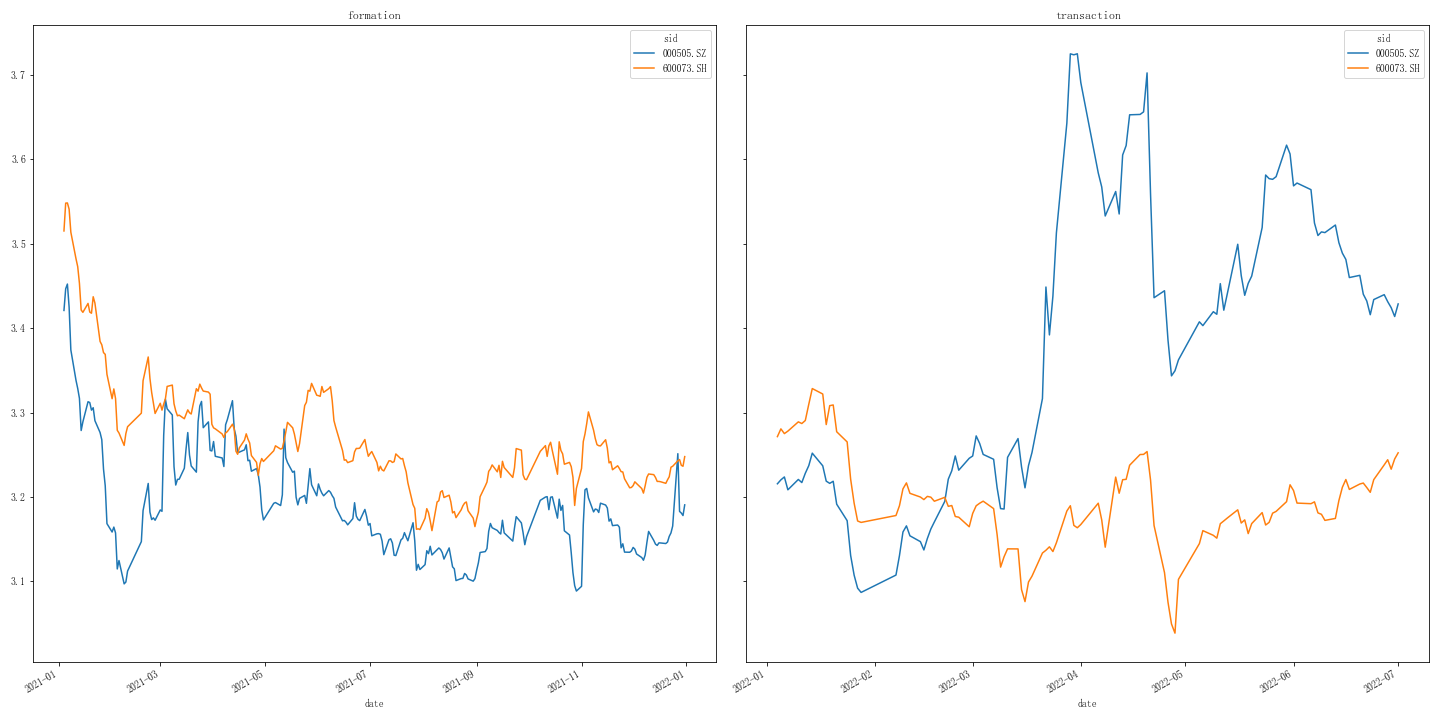 formation
sid
000505.SZ
600073.SH
3.7
3.6
3.5
3.4
3.3
3.2
3.1
2021-01
2021-03
2021-05
2021-07
2021-09
2021-11
2022-01
date
transaction
sid
000505.SZ
600073.SH
2022-01
2022-02
2022-03
2022-04
2022-05
2022-06
2022-07
date